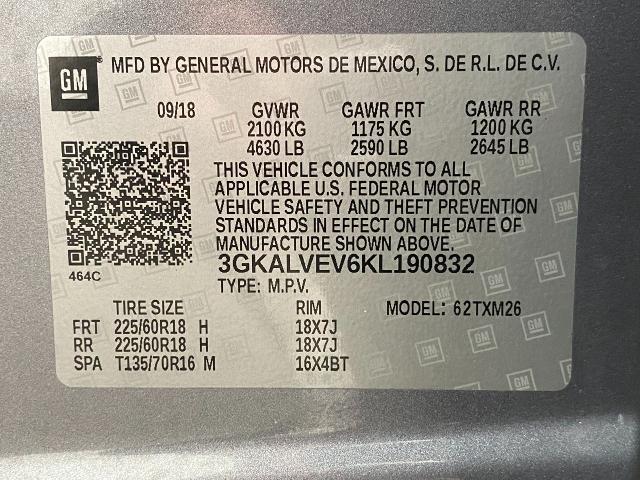 GM MFD BY GENERAL MOTORS DE MEXICO, S. DE R.L. DE C.V.
09/18 GVWR GAWR FRT GAWR RR
2100 KG 1175 KG 1200 KG
4630 LB 2590 LB 2645 LB
THIS VEHICLE CONFORMS TO ALL
APPLICABLE U.S. FEDERAL MOTOR
VEHICLE SAFETY AND THEFT PREVENTION
STANDARDS IN EFFECT ON THE DATE OF
MANUFACTURE SHOWN ABOVE.
464C 3GKALVEV6KL190832
TYPE: M.P.V.
TIRE SIZE RIM MODEL: 62TXM26
FRT 225/60R18 H 18X7J
RR 225/60R18 H 18X7J
SPA T135/70R16 M 16X4BT